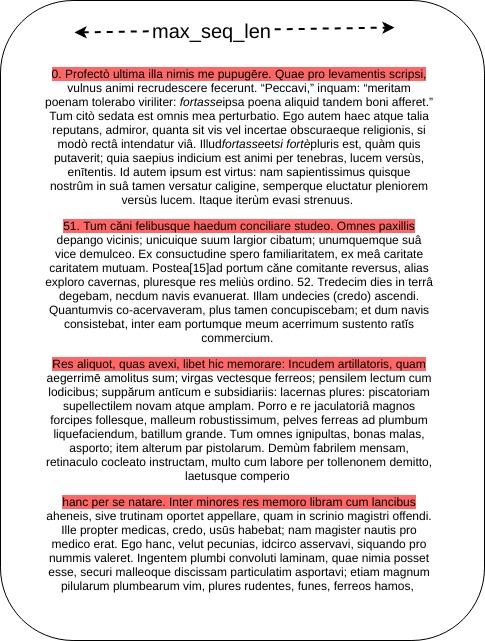 max_seq_len
0. Profectò ultima illa nimis me pupugēre. Quae pro levamentis scripsi,
vulnus animi recrudescere fecerunt. “Peccavi,” inquam: “meritam
poenam tolerabo viriliter: fortasseipsa poena aliquid tandem boni afferet.”
Tum citò sedata est omnis mea perturbatio. Ego autem haec atque talia
reputans, admiror, quanta sit vis vel incertae obscuraeque religionis, si
modò rectâ intendatur viâ. Illudfortasseetsi fortèpluris est, quàm quis
putaverit; quia saepius indicium est animi per tenebras, lucem versùs,
enītentis. Id autem ipsum est virtus: nam sapientissimus quisque
nostrûm in suâ tamen versatur caligine, semperque eluctatur pleniorem
versùs lucem. Itaque iterùm evasi strenuus.
51. Tum căni felibusque haedum conciliare studeo. Omnes paxillis
depango vicinis; unicuique suum largior cibatum; unumquemque suâ
vice demulceo. Ex consuctudine spero familiaritatem, ex meâ caritate
caritatem mutuam. Postea[15]ad portum căne comitante reversus, alias
exploro cavernas, pluresque res meliùs ordino. 52. Tredecim dies in terrâ
degebam, necdum navis evanuerat. Illam undecies (credo) ascendi.
Quantumvis co-acervaveram, plus tamen concupiscebam; et dum navis
consistebat, inter eam portumque meum acerrimum sustento ratĭs
commercium.
Res aliquot, quas avexi, libet hic memorare: Incudem artillatoris, quam
aegerrimē amolitus sum; virgas vectesque ferreos; pensilem lectum cum
lodicibus; suppărum antīcum e subsidiariis: lacernas plures: piscatoriam
supellectilem novam atque amplam. Porro e re jaculatoriâ magnos
forcipes follesque, malleum robustissimum, pelves ferreas ad plumbum
liquefaciendum, batillum grande. Tum omnes ignipultas, bonas malas,
asporto; item alterum par pistolarum. Demùm fabrilem mensam,
retinaculo cocleato instructam, multo cum labore per tollenonem demitto,
laetusque comperio
hanc per se natare. Inter minores res memoro libram cum lancibus
aheneis, sive trutinam oportet appellare, quam in scrinio magistri offendi.
Ille propter medicas, credo, usūs habebat; nam magister nautis pro
medico erat. Ego hanc, velut pecunias, idcirco asservavi, siquando pro
nummis valeret. Ingentem plumbi convoluti laminam, quae nimia posset
esse, securi malleoque discissam particulatim asportavi; etiam magnum
pilularum plumbearum vim, plures rudentes, funes, ferreos hamos,